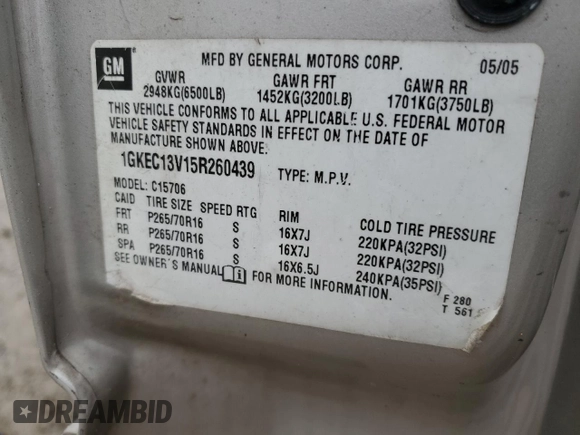 GM
MFD BY GENERAL MOTORS CORP. 05/05
GVWR GAWR FRT GAWR RR
2948KG(6500LB) 1452KG(3200LB) 1701KG(3750LB)
THIS VEHICLE CONFORMS TO ALL APPLICABLE U.S. FEDERAL MOTOR
VEHICLE SAFETY STANDARDS IN EFFECT ON THE DATE OF
MANUFACTURE SHOWN ABOVE.
1GKEC13V15R260439 TYPE: M.P.V.
MODEL: C15706
CAID TIRE SIZE SPEED RTG RIM COLD TIRE PRESSURE
FRT P265/70R16 S 16X7J 220KPA(32PSI)
RR P265/70R16 S 16X7J 220KPA(32PSI)
SPA P265/70R16 S 16X6.5J 240KPA(35PSI)
SEE OWNER'S MANUAL FOR MORE INFORMATION.
F 280
T 561
DREAMBID